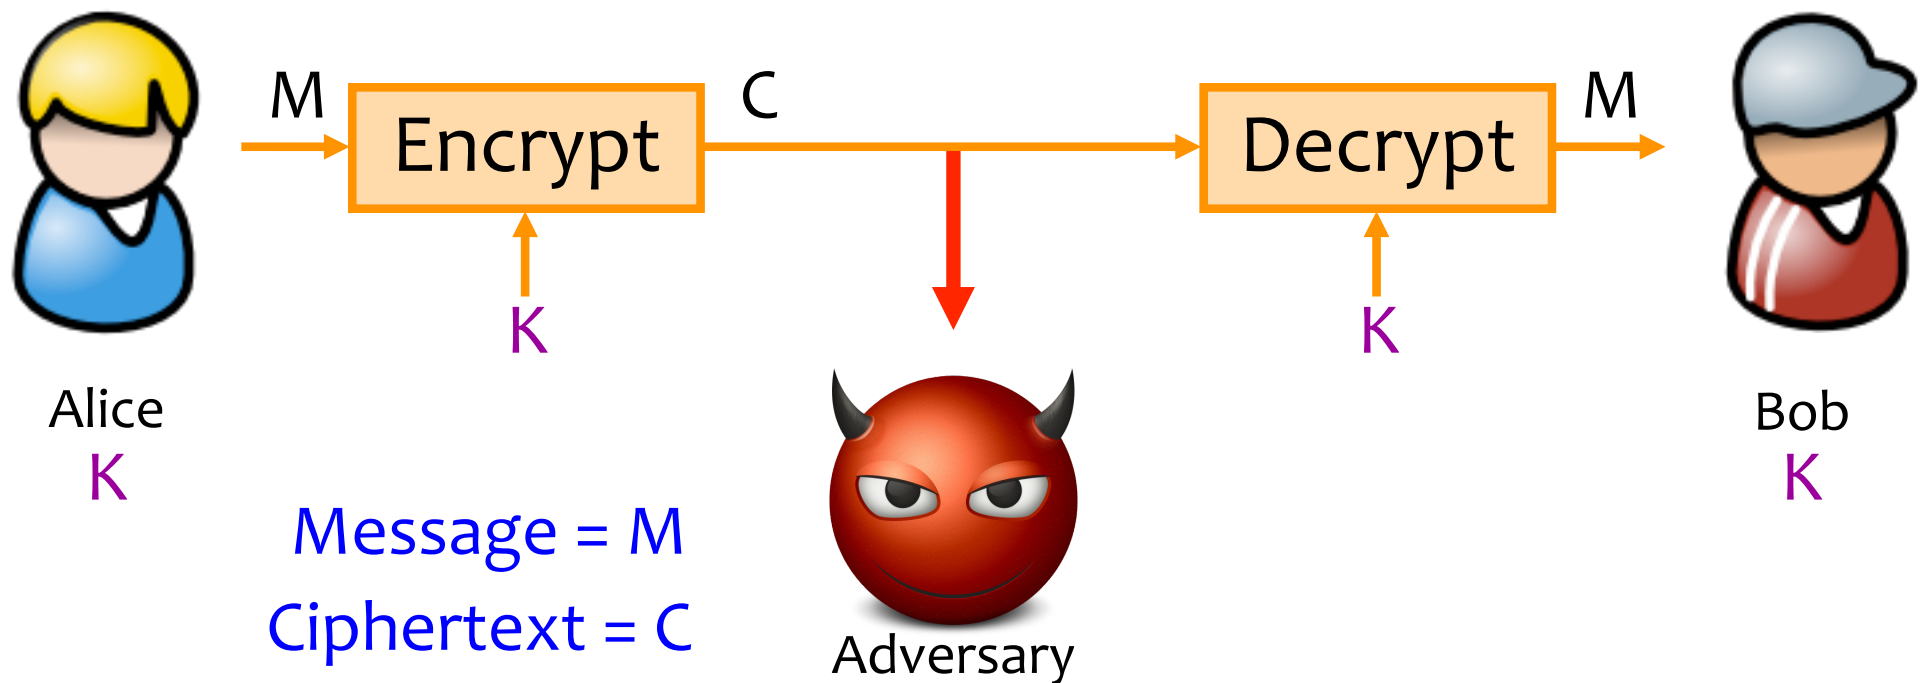 M
Encrypt
C
Decrypt
M
K
K
Alice
K
Bob
K
Message = M
Ciphertext = C
Adversary